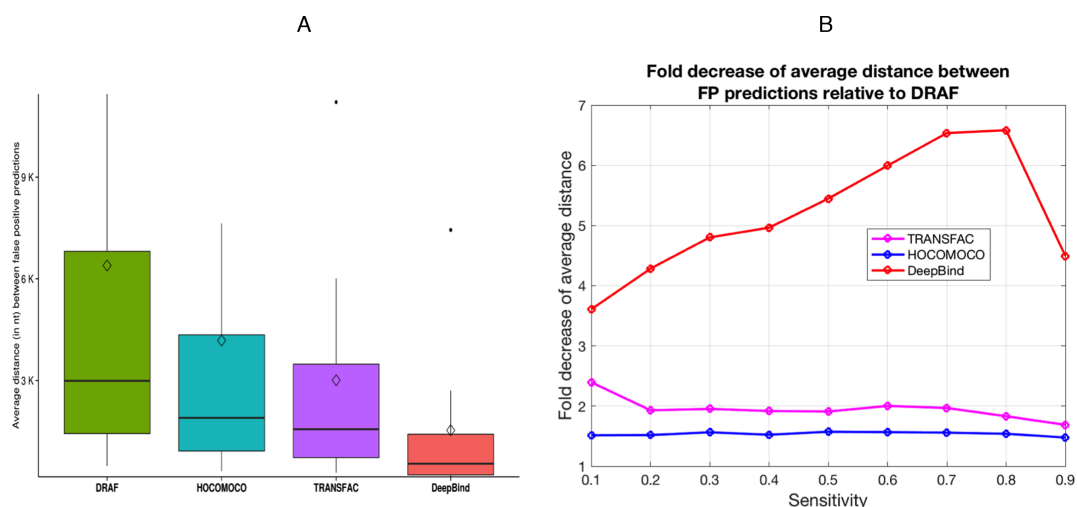 A
Average distance (in nt) between false positive predictions
9 K
6 K
3 K
DRAF
HOCOMOCO
TRANSFAC
DeepBind
B
Fold decrease of average distance between
FP predictions relative to DRAF
Fold decrease of average distance
7
6
5
4
3
2
1
TRANSFAC
HOCOMOCO
DeepBind
0.1
0.2
0.3
0.4
0.5
0.6
0.7
0.8
0.9
Sensitivity